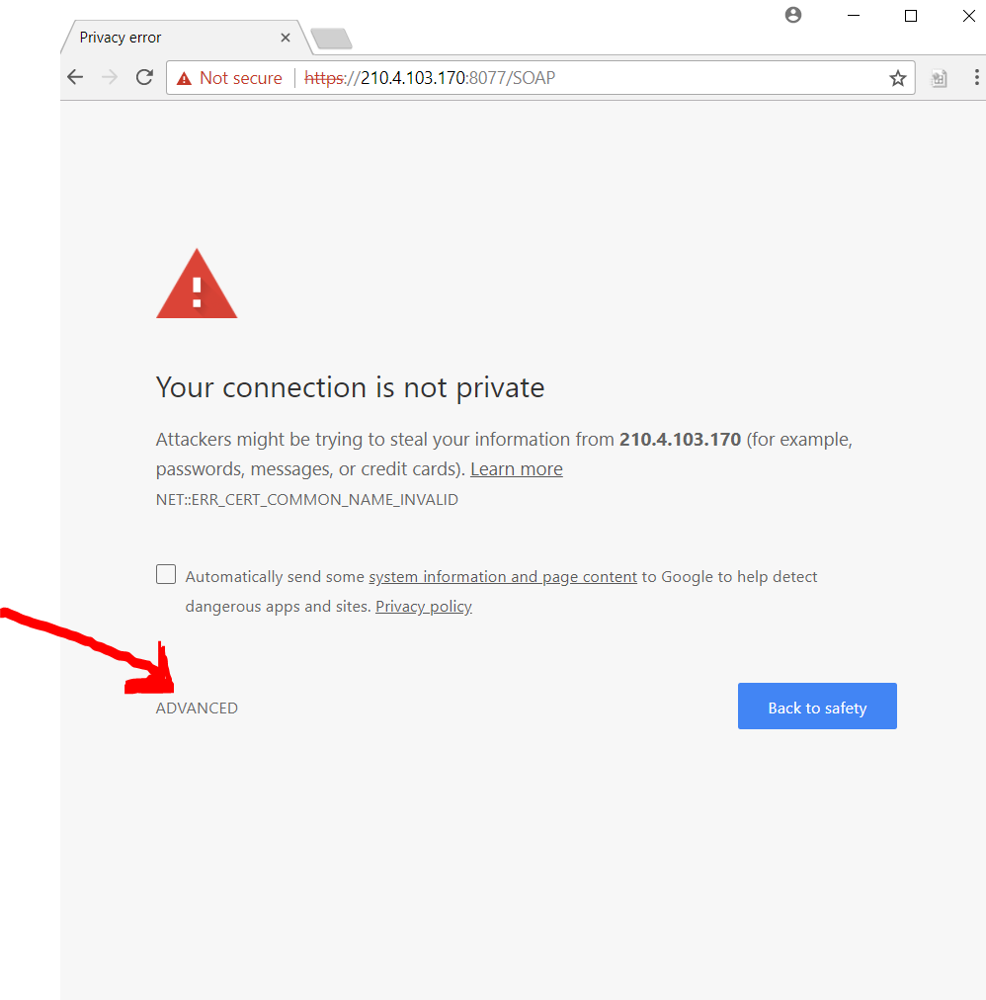 Privacy error
Not secure https://210.4.103.170:8077/SOAP
Your connection is not private
Attackers might be trying to steal your information from 210.4.103.170 (for example,
passwords, messages, or credit cards). Learn more
NET::ERR_CERT_COMMON_NAME_INVALID
Automatically send some system information and page content to Google to help detect
dangerous apps and sites. Privacy policy
ADVANCED
Back to safety